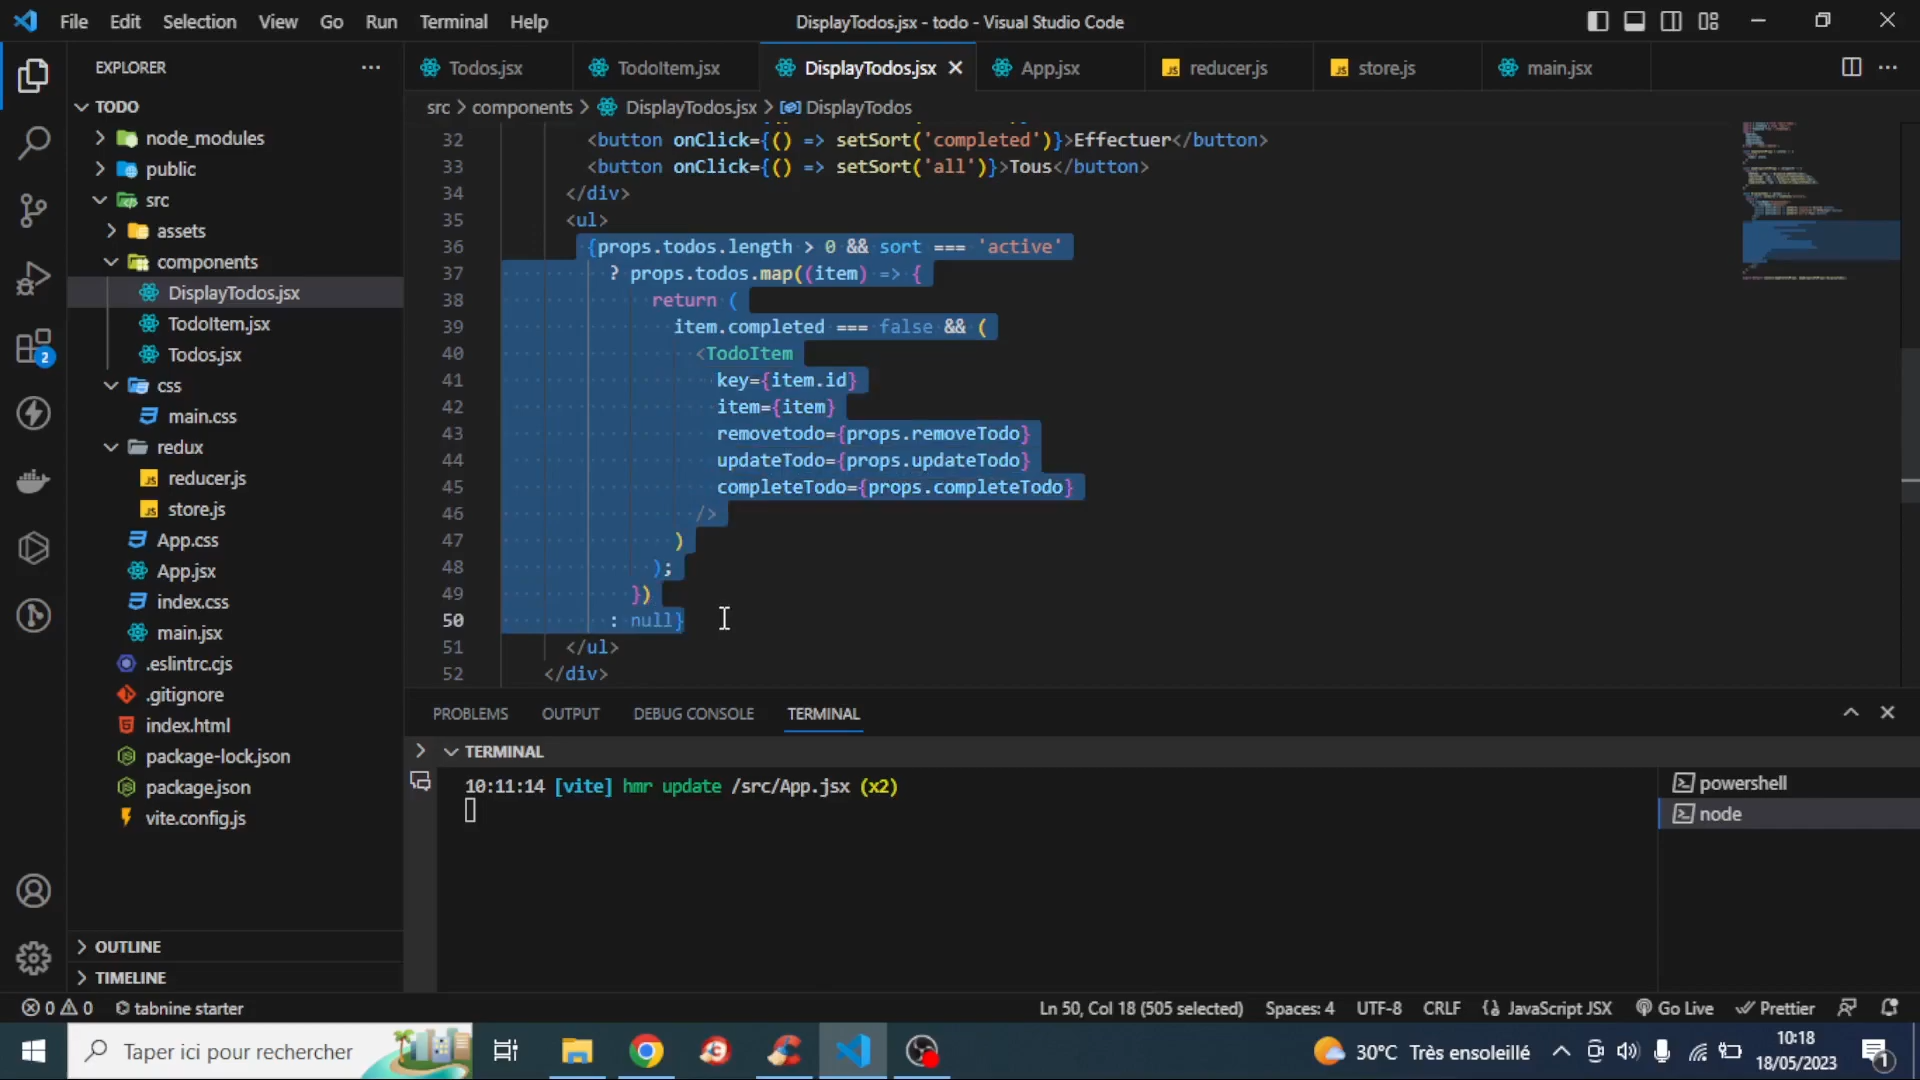 File Edit Selection View Go Run Terminal Help
DisplayTodos.jsx - todo - Visual Studio Code
EXPLORER
TODO
node_modules
public
src
assets
components
DisplayTodos.jsx
TodoItem.jsx
Todos.jsx
css
main.css
redux
reducer.js
store.js
App.css
App.jsx
index.css
main.jsx
.eslintrc.cjs
.gitignore
index.html
package-lock.json
package.json
vite.config.js
OUTLINE
TIMELINE
2
Todos.jsx TodoItem.jsx DisplayTodos.jsx App.jsx reducer.js store.js main.jsx
src > components > DisplayTodos.jsx > DisplayTodos
32 <button onClick={() => setSort('completed')}>Effectuer</button>
33 <button onClick={() => setSort('all')}>Tous</button>
34 </div>
35 <ul>
36 {props.todos.length > 0 && sort === 'active'
37 ? props.todos.map((item) => {
38 return (
39 item.completed === false && (
40 <TodoItem
41 key={item.id}
42 item={item}
43 removetodo={props.removeTodo}
44 updateTodo={props.updateTodo}
45 completeTodo={props.completeTodo}
46 />
47 )
48 );
49 })
50 : null}
51 </ul>
52 </div>
PROBLEMS OUTPUT DEBUG CONSOLE TERMINAL
TERMINAL
10:11:14 [vite] hmr update /src/App.jsx (x2)
powershell
node
0 0 tabnine starter
Ln 50, Col 18 (505 selected) Spaces: 4 UTF-8 CRLF {} JavaScript JSX Go Live Prettier
Taper ici pour rechercher
30°C Très ensoleillé
10:18
18/05/2023
1